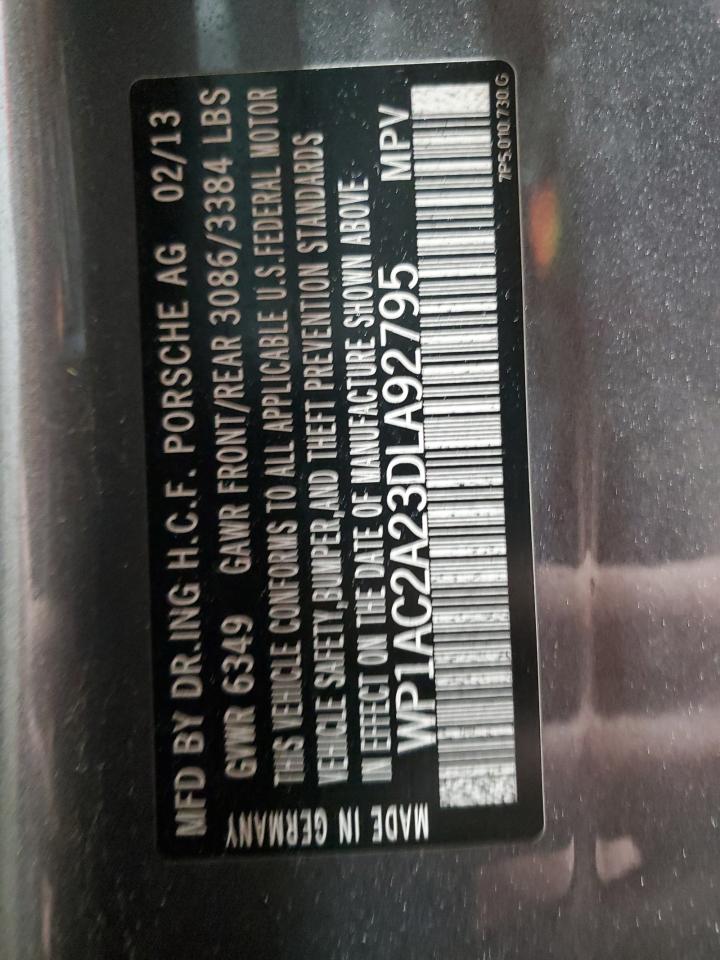 MFD BY DR.ING H.C.F. PORSCHE AG 02/13
GVWR 6349 GAWR FRONT/REAR 3086/3384 LBS
THIS VEHICLE CONFORMS TO ALL APPLICABLE U.S.FEDERAL MOTOR
VEHICLE SAFETY,BUMPER,AND THEFT PREVENTION STANDARDS
IN EFFECT ON THE DATE OF MANUFACTURE SHOWN ABOVE
WP1AC2A23DLA92795 MPV
MADE IN GERMANY
7P5.010.730.G